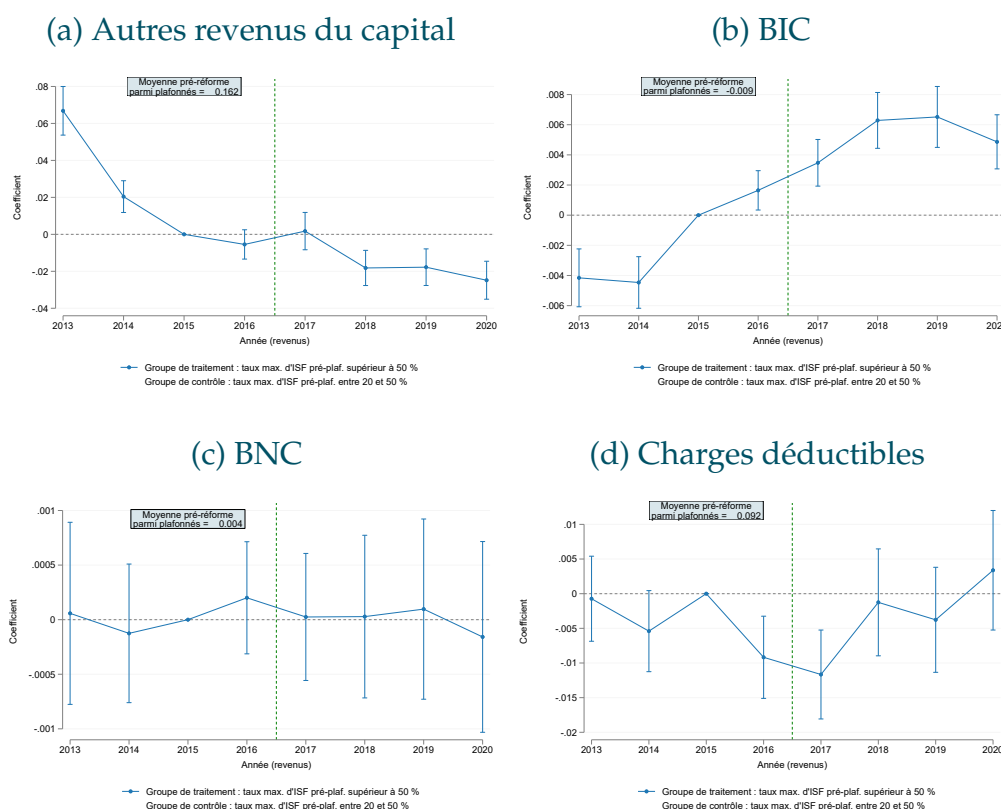 (a) Autres revenus du capital
Moyenne pré-réforme
parmi plafonnés = 0.162
.08
.06
.04
.02
0
-.02
-.04
Coefficient
2013 2014 2015 2016 2017 2018 2019 2020
Année (revenus)
Groupe de traitement : taux max. d'ISF pré-plaf. supérieur à 50 %
Groupe de contrôle : taux max. d'ISF pré-plaf. entre 20 et 50 %
(b) BIC
Moyenne pré-réforme
parmi plafonnés = -0.009
.008
.006
.004
.002
0
-.002
-.004
-.006
Coefficient
2013 2014 2015 2016 2017 2018 2019 2020
Année (revenus)
Groupe de traitement : taux max. d'ISF pré-plaf. supérieur à 50 %
Groupe de contrôle : taux max. d'ISF pré-plaf. entre 20 et 50 %
(c) BNC
Moyenne pré-réforme
parmi plafonnés = 0.004
.001
.0005
0
-.0005
-.001
Coefficient
2013 2014 2015 2016 2017 2018 2019 2020
Année (revenus)
Groupe de traitement : taux max. d'ISF pré-plaf. supérieur à 50 %
Groupe de contrôle : taux max. d'ISF pré-plaf. entre 20 et 50 %
(d) Charges déductibles
Moyenne pré-réforme
parmi plafonnés = 0.092
.01
.005
0
-.005
-.01
-.015
-.02
Coefficient
2013 2014 2015 2016 2017 2018 2019 2020
Année (revenus)
Groupe de traitement : taux max. d'ISF pré-plaf. supérieur à 50 %
Groupe de contrôle : taux max. d'ISF pré-plaf. entre 20 et 50 %